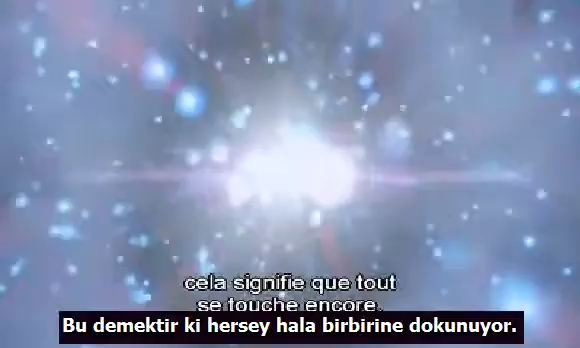 cela signifie que tout
se touche encore.
Bu demektir ki hersey hala birbirine dokunuyor.